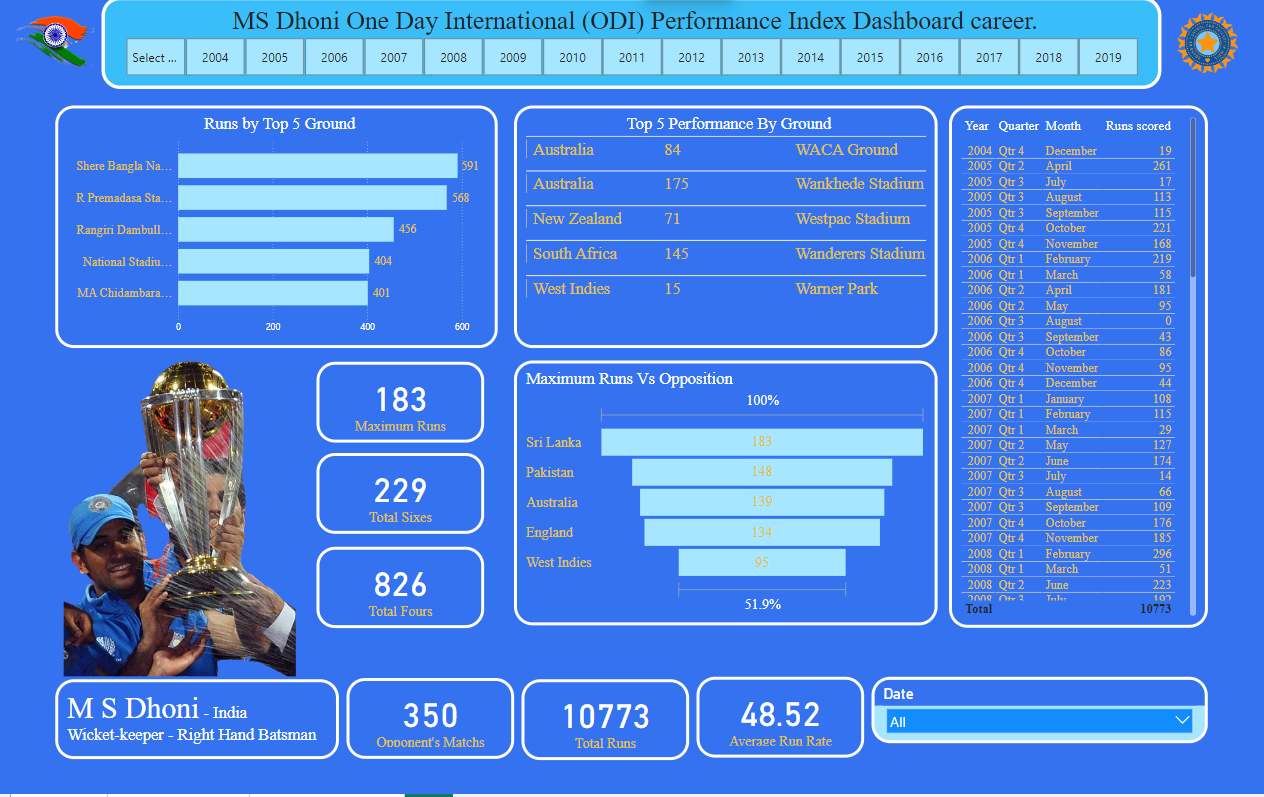 MS Dhoni One Day International (ODI) Performance Index Dashboard career.
Select ... 2004 2005 2006 2007 2008 2009 2010 2011 2012 2013 2014 2015 2016 2017 2018 2019
Runs by Top 5 Ground
Shere Bangla Na... 591
R Premadasa Sta... 568
Rangiri Dambull... 456
National Stadiu... 404
MA Chidambara... 401
0 200 400 600
Top 5 Performance By Ground
Australia 84 WACA Ground
Australia 175 Wankhede Stadium
New Zealand 71 Westpac Stadium
South Africa 145 Wanderers Stadium
West Indies 15 Warner Park
Year Quarter Month Runs scored
2004 Qtr 4 December 19
2005 Qtr 2 April 261
2005 Qtr 3 July 17
2005 Qtr 3 August 113
2005 Qtr 3 September 115
2005 Qtr 4 October 221
2005 Qtr 4 November 168
2006 Qtr 1 February 219
2006 Qtr 1 March 58
2006 Qtr 2 April 181
2006 Qtr 2 May 95
2006 Qtr 3 August 0
2006 Qtr 3 September 43
2006 Qtr 4 October 86
2006 Qtr 4 November 95
2006 Qtr 4 December 44
2007 Qtr 1 January 108
2007 Qtr 1 February 115
2007 Qtr 1 March 29
2007 Qtr 2 May 127
2007 Qtr 2 June 174
2007 Qtr 3 July 14
2007 Qtr 3 August 66
2007 Qtr 3 September 109
2007 Qtr 4 October 176
2007 Qtr 4 November 185
2008 Qtr 1 February 296
2008 Qtr 1 March 51
2008 Qtr 2 June 223
2008 Qtr 3 July 192
Total 10773
183
Maximum Runs
229
Total Sixes
826
Total Fours
Maximum Runs Vs Opposition
100%
Sri Lanka 183
Pakistan 148
Australia 139
England 134
West Indies 95
51.9%
M S Dhoni - India
Wicket-keeper - Right Hand Batsman
350
Opponent's Matchs
10773
Total Runs
48.52
Average Run Rate
Date
All